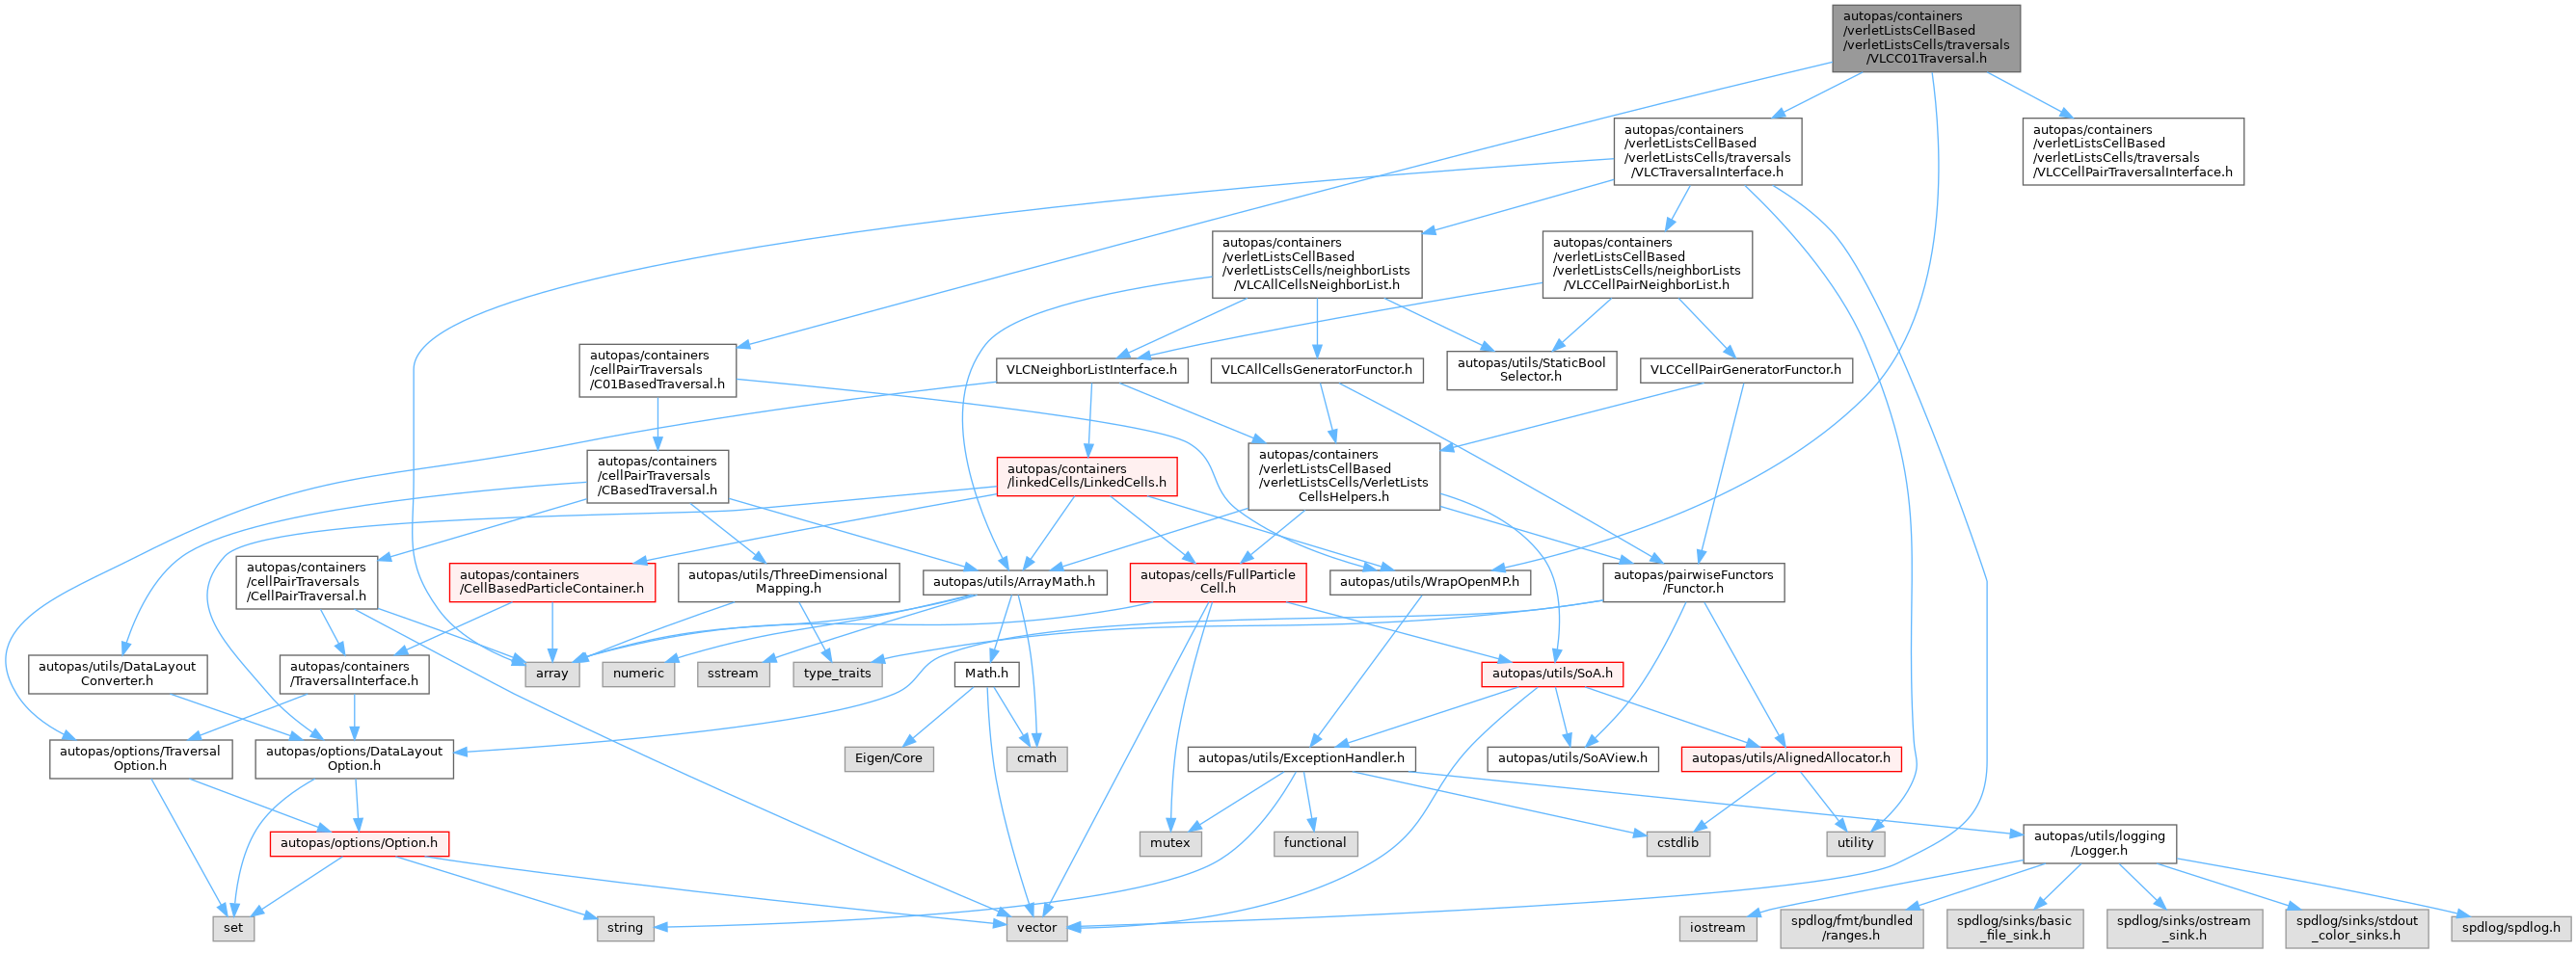 autopas/containers
/verletListsCellBased
/verletListsCells/traversals
/VLCC01Traversal.h
autopas/containers
/verletListsCellBased
/verletListsCells/traversals
/VLCTraversalInterface.h
autopas/containers
/verletListsCellBased
/verletListsCells/traversals
/VLCCellPairTraversalInterface.h
autopas/containers
/verletListsCellBased
/verletListsCells/neighborLists
/VLCAllCellsNeighborList.h
autopas/containers
/verletListsCellBased
/verletListsCells/neighborLists
/VLCCellPairNeighborList.h
autopas/containers
/cellPairTraversals
/C01BasedTraversal.h
VLCNeighborListInterface.h
VLCAllCellsGeneratorFunctor.h
autopas/utils/StaticBool
Selector.h
VLCCellPairGeneratorFunctor.h
autopas/containers
/cellPairTraversals
/CBasedTraversal.h
autopas/containers
/linkedCells/LinkedCells.h
autopas/containers
/verletListsCellBased
/verletListsCells/VerletLists
CellsHelpers.h
autopas/containers
/cellPairTraversals
/CellPairTraversal.h
autopas/containers
/CellBasedParticleContainer.h
autopas/utils/ThreeDimensional
Mapping.h
autopas/utils/ArrayMath.h
autopas/cells/FullParticle
Cell.h
autopas/utils/WrapOpenMP.h
autopas/pairwiseFunctors
/Functor.h
autopas/utils/DataLayout
Converter.h
autopas/containers
/TraversalInterface.h
array
numeric
sstream
type_traits
Math.h
autopas/utils/SoA.h
autopas/options/Traversal
Option.h
autopas/options/DataLayout
Option.h
Eigen/Core
cmath
autopas/utils/ExceptionHandler.h
autopas/utils/SoAView.h
autopas/utils/AlignedAllocator.h
autopas/options/Option.h
mutex
functional
cstdlib
utility
autopas/utils/logging
/Logger.h
set
string
vector
iostream
spdlog/fmt/bundled
/ranges.h
spdlog/sinks/basic
_file_sink.h
spdlog/sinks/ostream
_sink.h
spdlog/sinks/stdout
_color_sinks.h
spdlog/spdlog.h